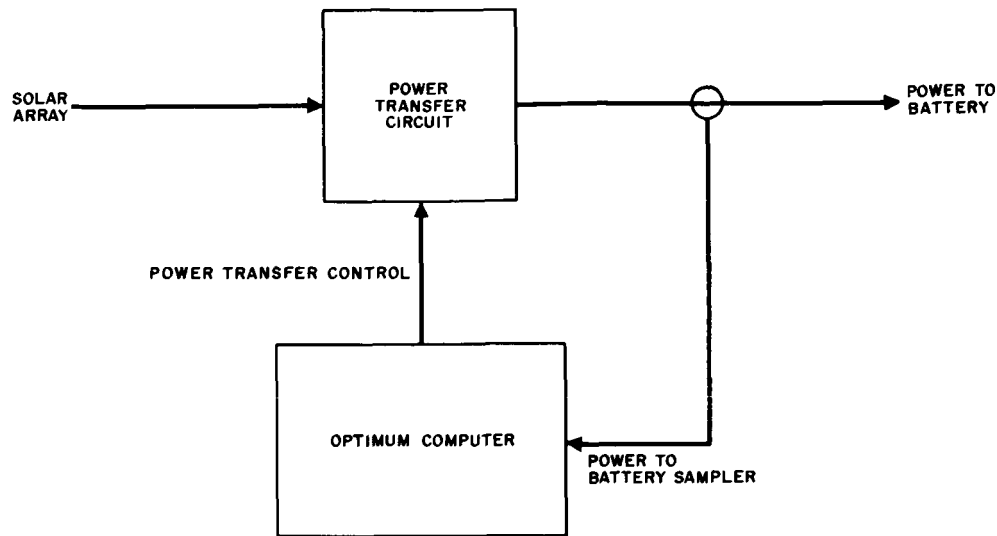 SOLAR
ARRAY
POWER
TRANSFER
CIRCUIT
POWER TO
BATTERY
POWER TRANSFER CONTROL
OPTIMUM COMPUTER
POWER TO
BATTERY SAMPLER